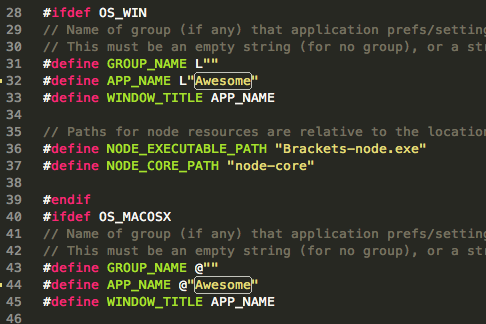 28 #ifdef OS_WIN
29 // Name of group (if any) that application prefs/setting
30 // This must be an empty string (for no group), or a st
31 #define GROUP_NAME L""
32 #define APP_NAME L"Awesome"
33 #define WINDOW_TITLE APP_NAME
34
35 // Paths for node resources are relative to the location
36 #define NODE_EXECUTABLE_PATH "Brackets-node.exe"
37 #define NODE_CORE_PATH "node-core"
38
39 #endif
40 #ifdef OS_MACOSX
41 // Name of group (if any) that application prefs/setting
42 // This must be an empty string (for no group), or a st
43 #define GROUP_NAME @""
44 #define APP_NAME @"Awesome"
45 #define WINDOW_TITLE APP_NAME